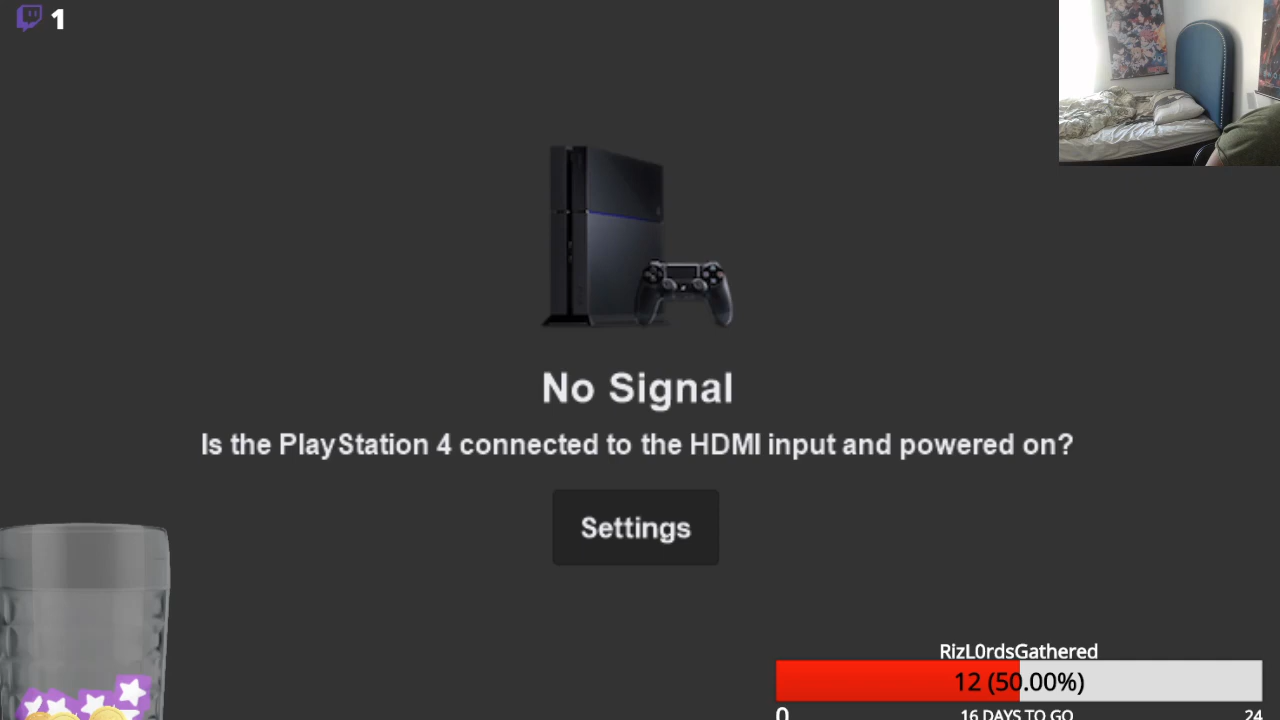 1
No Signal
Is the PlayStation 4 connected to the HDMI input and powered on?
Settings
RizL0rdsGathered
12 (50.00%)
0 16 DAYS TO GO 24